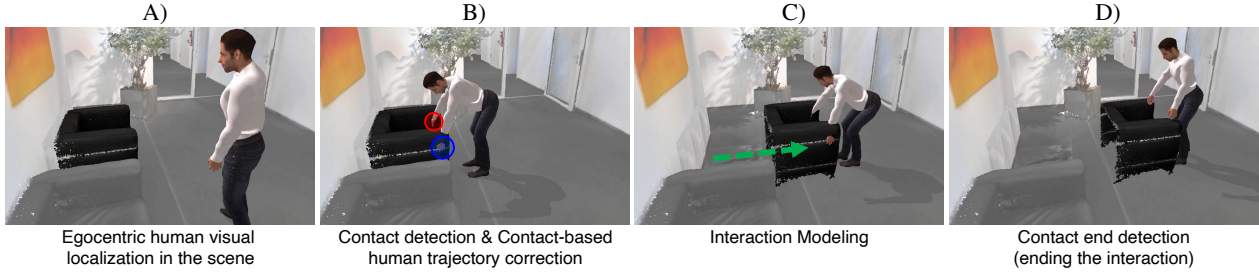 A)
B)
C)
D)
Egocentric human visual
localization in the scene
Contact detection & Contact-based
human trajectory correction
Interaction Modeling
Contact end detection
(ending the interaction)